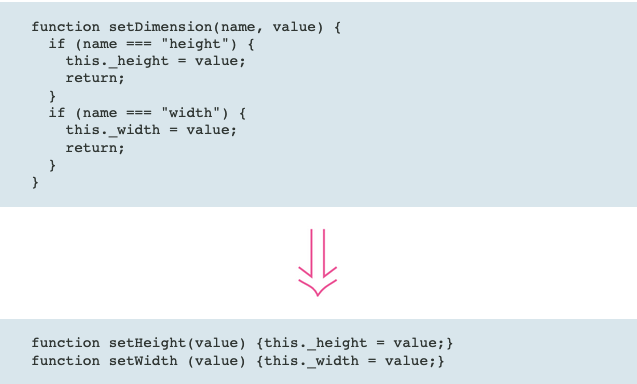 function setDimension(name, value) {
  if (name === "height") {
    this._height = value;
    return;
  }
  if (name === "width") {
    this._width = value;
    return;
  }
}
function setHeight(value) {this._height = value;}
function setWidth (value) {this._width = value;}